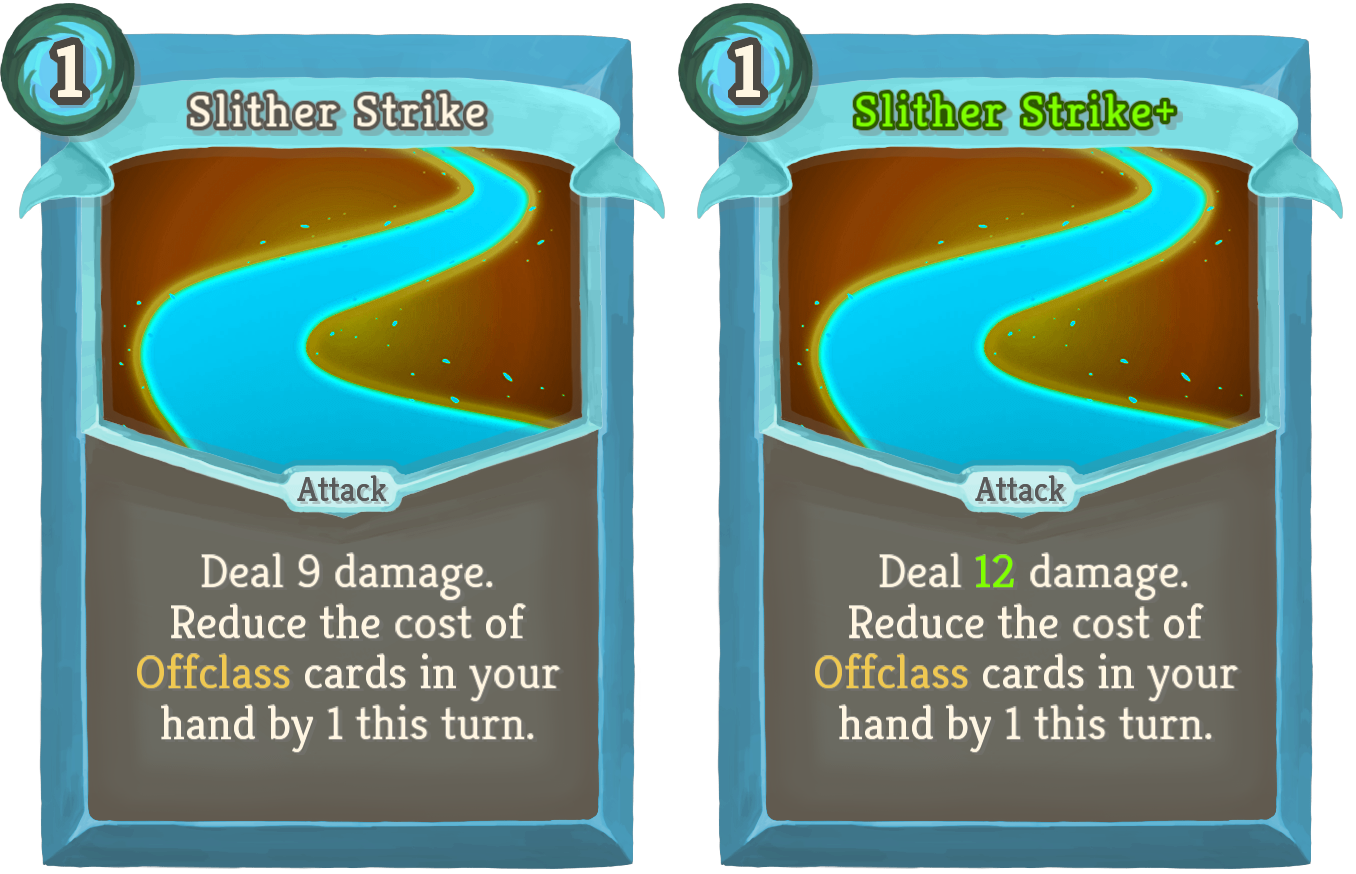 1
Slither Strike
Attack
Deal 9 damage.
Reduce the cost of
Offclass cards in your
hand by 1 this turn.
1
Slither Strike+
Attack
Deal 12 damage.
Reduce the cost of
Offclass cards in your
hand by 1 this turn.